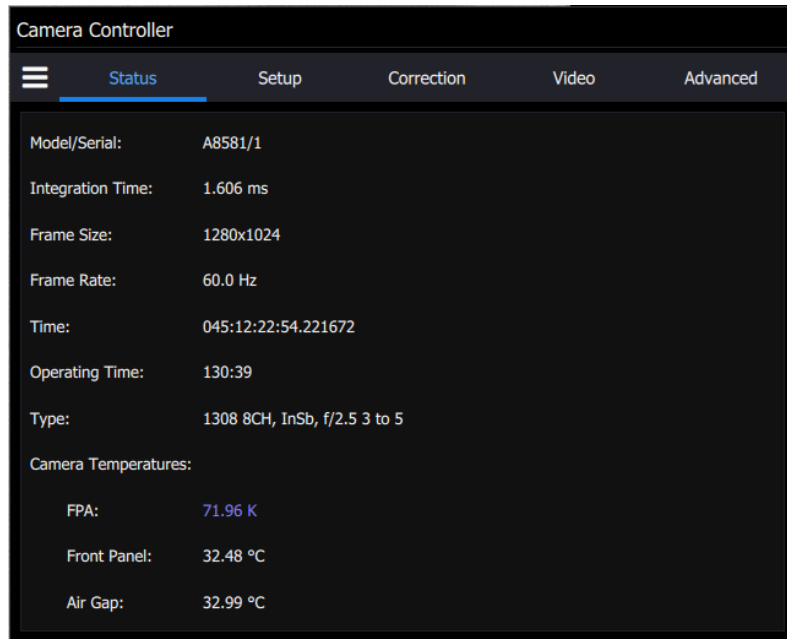 Camera Controller
Status Setup Correction Video Advanced
Model/Serial: A8581/1
Integration Time: 1.606 ms
Frame Size: 1280x1024
Frame Rate: 60.0 Hz
Time: 045:12:22:54.221672
Operating Time: 130:39
Type: 1308 8CH, InSb, f/2.5 3 to 5
Camera Temperatures:
FPA: 71.96 K
Front Panel: 32.48 °C
Air Gap: 32.99 °C